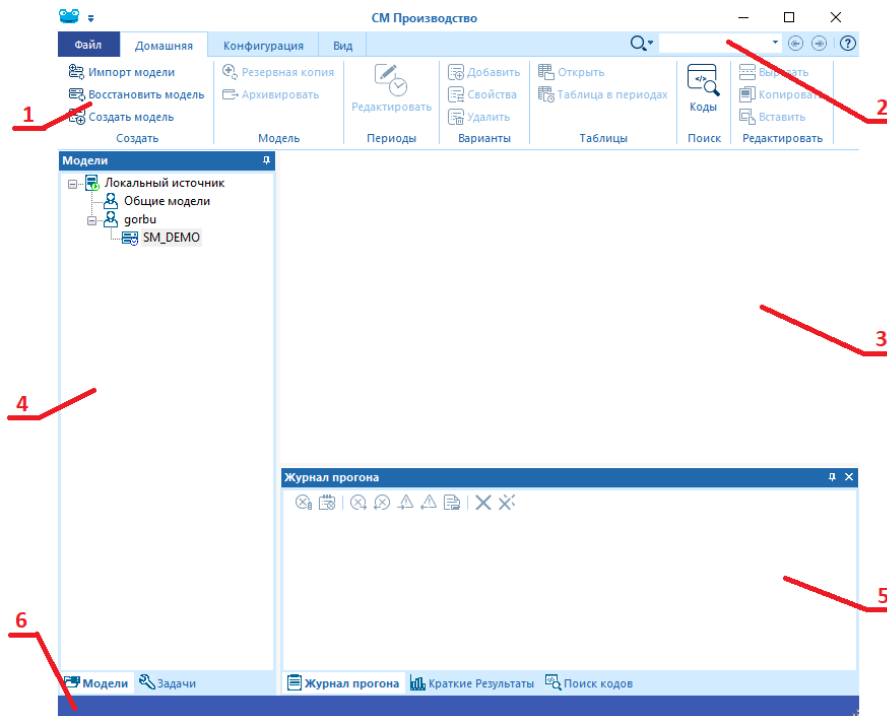 СМ Производство
Файл Домашняя Конфигурация Вид
Импорт модели
Восстановить модель
Создать модель
Создать
Резервная копия
Архивировать
Модель
Редактировать
Периоды
Добавить
Свойства
Удалить
Варианты
Открыть
Таблица в периодах
Таблицы
Коды
Поиск
Вырезать
Копировать
Вставить
Редактировать
1
2
Модели
Локальный источник
Общие модели
gorbu
SM_DEMO
3
4
Журнал прогона
5
6
Модели Задачи
Журнал прогона Краткие Результаты Поиск кодов